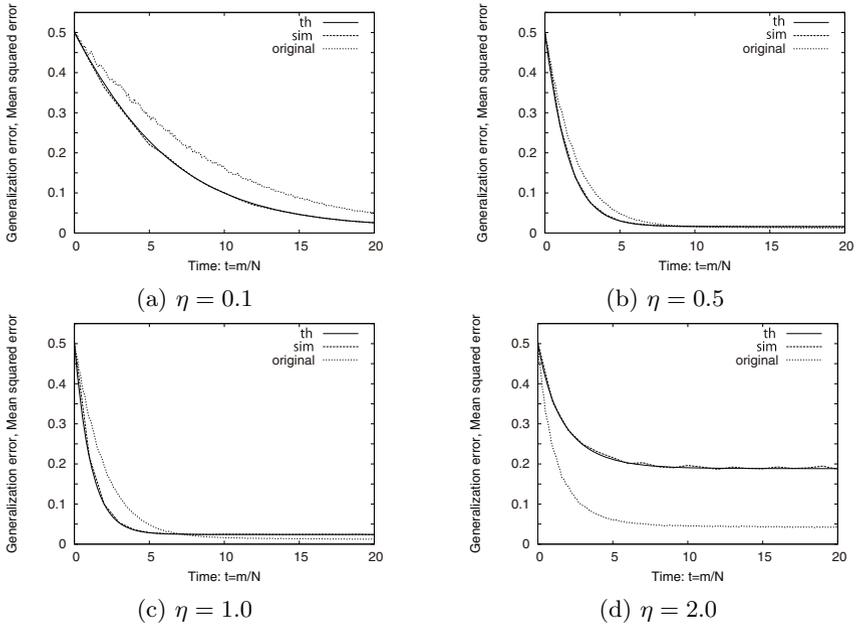 Generalization error, Mean squared error
0.5
0.4
0.3
0.2
0.1
0
th
sim
original
0
5
10
15
20
Time: t=m/N
(a) η = 0.1
Generalization error, Mean squared error
0.5
0.4
0.3
0.2
0.1
0
th
sim
original
0
5
10
15
20
Time: t=m/N
(b) η = 0.5
Generalization error, Mean squared error
0.5
0.4
0.3
0.2
0.1
0
th
sim
original
0
5
10
15
20
Time: t=m/N
(c) η = 1.0
Generalization error, Mean squared error
0.5
0.4
0.3
0.2
0.1
0
th
sim
original
0
5
10
15
20
Time: t=m/N
(d) η = 2.0